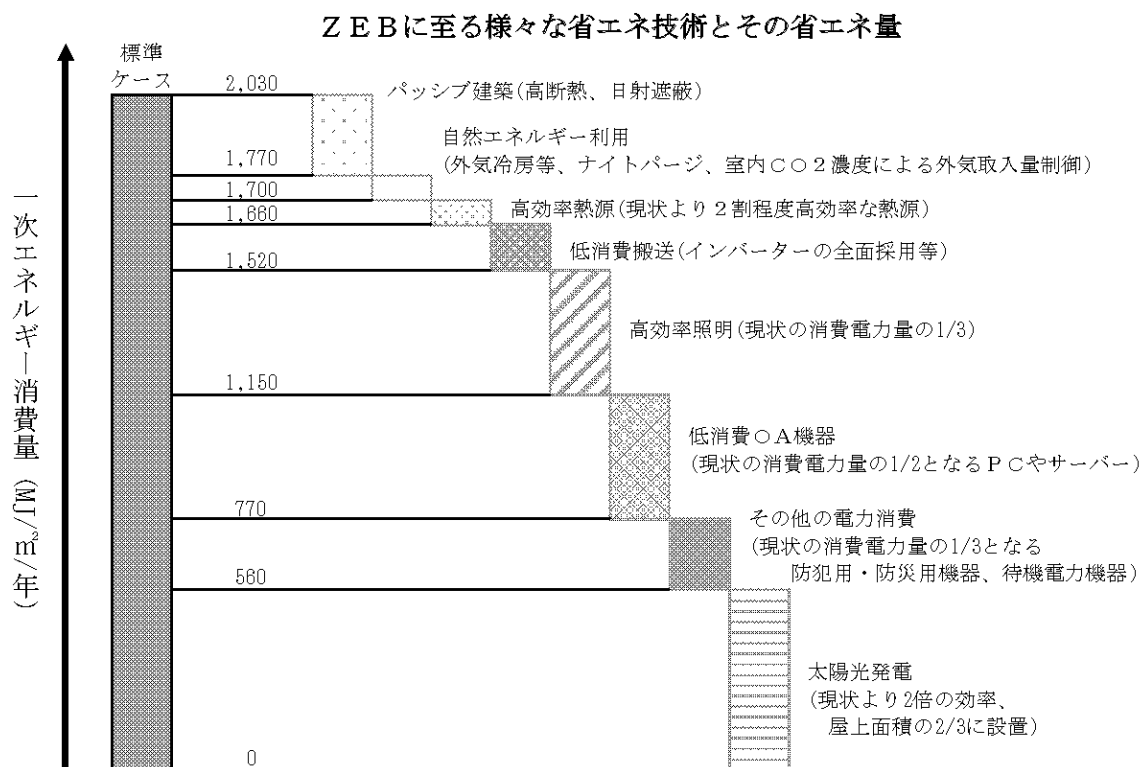 ＺＥＢに至る様々な省エネ技術とその省エネ量
標準
ケース
一次エネルギー消費量（MJ/㎡/年）
2,030
パッシブ建築(高断熱、日射遮蔽)
自然エネルギー利用
(外気冷房等、ナイトパージ、室内ＣＯ２濃度による外気取入量制御)
1,770
1,700
高効率熱源(現状より２割程度高効率な熱源)
1,660
低消費搬送(インバーターの全面採用等)
1,520
高効率照明(現状の消費電力量の1/3)
1,150
低消費ＯＡ機器
(現状の消費電力量の1/2となるＰＣやサーバー)
770
その他の電力消費
(現状の消費電力量の1/3となる
防犯用・防災用機器、待機電力機器)
560
太陽光発電
(現状より2倍の効率、
屋上面積の2/3に設置)
0